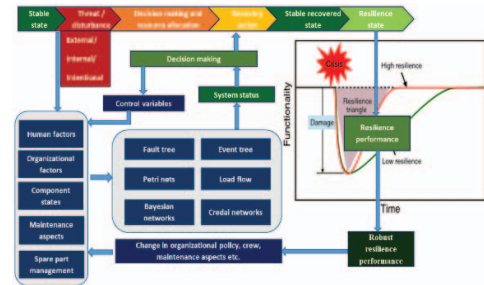 Stable
state
Threat /
disturbance
Decision making and
resource allocation
Recovery
action
Stable recovered
state
Resilience
state
External/
Internal/
Intentional
Decision making
Control variables
System status
Human factors
Organizational
factors
Component
states
Maintenance
aspects
Spare part
management
Fault tree
Event tree
Petri nets
Load flow
Bayesian
networks
Credal networks
Change in organizational policy, crew,
maintenance aspects etc.
Crisis
High resilience
Resilience
triangle
Functionality
Damage
Resilience
performance
Low resilience
Time
Robust
resilience
performance